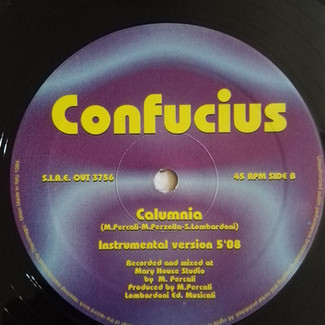 Confucius
S.I.A.E. OUT 3756
45 RPM SIDE B
Calumnia
(M.Percali-M.Perzolla-S.Lombardoni)
Instrumental version 5'08
Recorded and mixed at
Mary House Studio
by M. Percali
Produced by M.Percali
Lombardoni Ed. Musicali